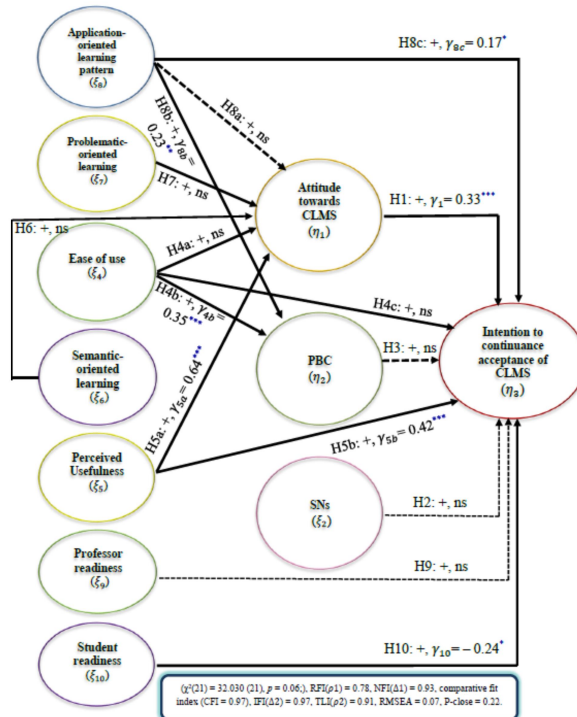 Application-
oriented
learning
pattern
(ξ₈)
H8c: +, γ₈c = 0.17*
H8b: +, γ₈b =
0.23**
H8a: +, ns
Problematic-
oriented
learning
(ξ₇)
H7: +, ns
Attitude
towards
CLMS
(η₁)
H1: +, γ₁ = 0.33***
H6: +, ns
Ease of use
(ξ₄)
H4a: +, ns
H4b: +, γ₄b =
0.35***
H4c: +, ns
Semantic-
oriented
learning
(ξ₆)
PBC
(η₂)
H3: +, ns
Intention to
continuance
acceptance of
CLMS
(η₃)
H5a: +, γ₅a = 0.64***
H5b: +, γ₅b = 0.42***
Perceived
Usefulness
(ξ₅)
SNs
(ξ₂)
H2: +, ns
Professor
readiness
(ξ₉)
H9: +, ns
Student
readiness
(ξ₁₀)
H10: +, γ₁₀ = − 0.24*
(χ²(21) = 32.030 (21), p = 0.06;), RFI(ρ1) = 0.78, NFI(Δ1) = 0.93, comparative fit
index (CFI = 0.97), IFI(Δ2) = 0.97, TLI(ρ2) = 0.91, RMSEA = 0.07, P-close = 0.22.